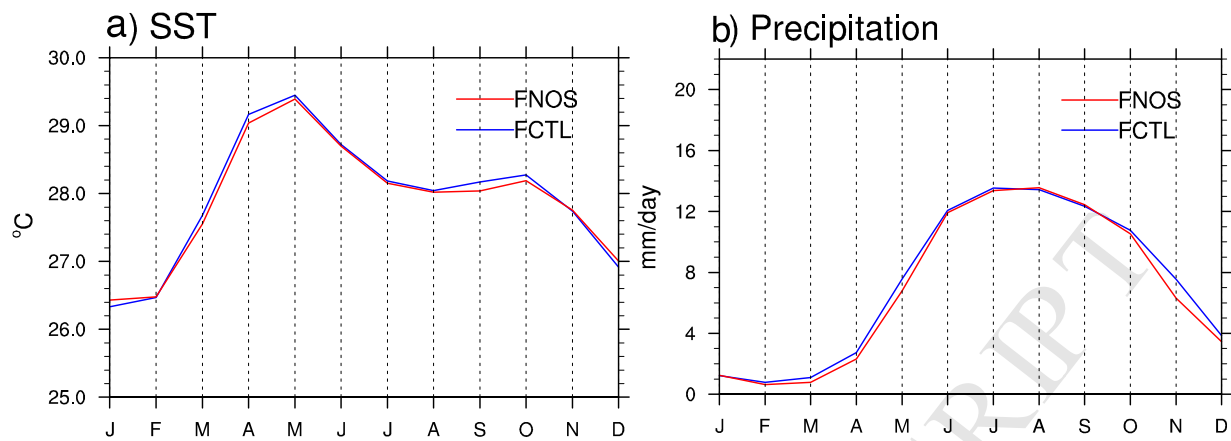 a) SST
30.0
29.0
28.0
27.0
26.0
25.0
°C
FNOS
FCTL
J F M A M J J A S O N D
b) Precipitation
20
16
12
8
4
0
mm/day
FNOS
FCTL
J F M A M J J A S O N D
RIPT